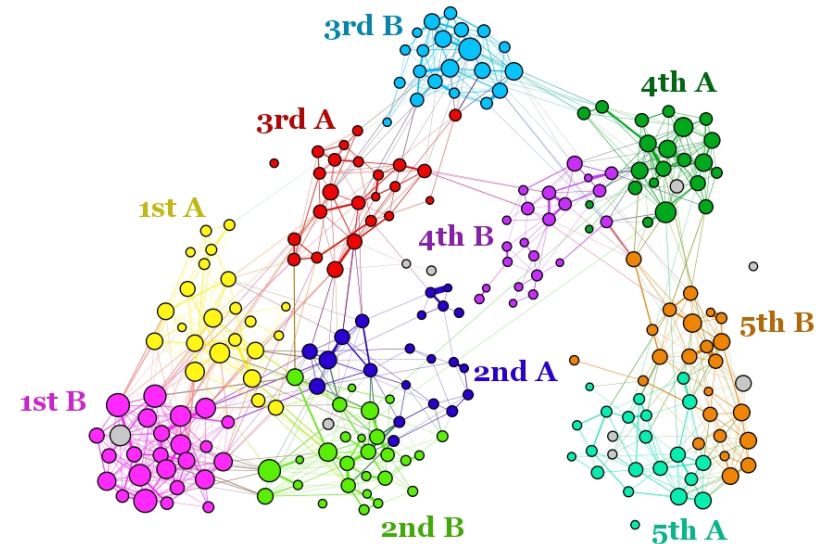 3rd B
4th A
3rd A
1st A
4th B
5th B
2nd A
1st B
2nd B
5th A